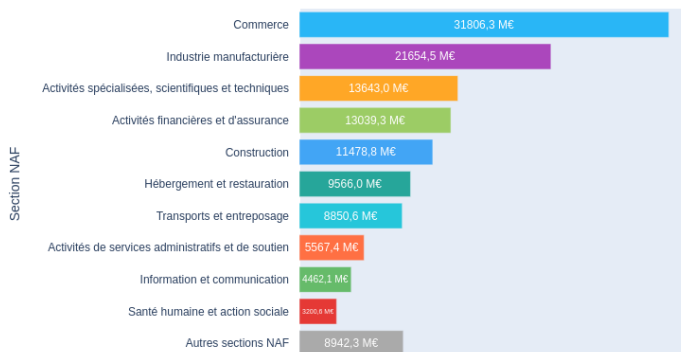 Section NAF
Commerce 31806,3 M€
Industrie manufacturière 21654,5 M€
Activités spécialisées, scientifiques et techniques 13643,0 M€
Activités financières et d'assurance 13039,3 M€
Construction 11478,8 M€
Hébergement et restauration 9566,0 M€
Transports et entreposage 8850,6 M€
Activités de services administratifs et de soutien 5567,4 M€
Information et communication 4462,1 M€
Santé humaine et action sociale 3200,6 M€
Autres sections NAF 8942,3 M€